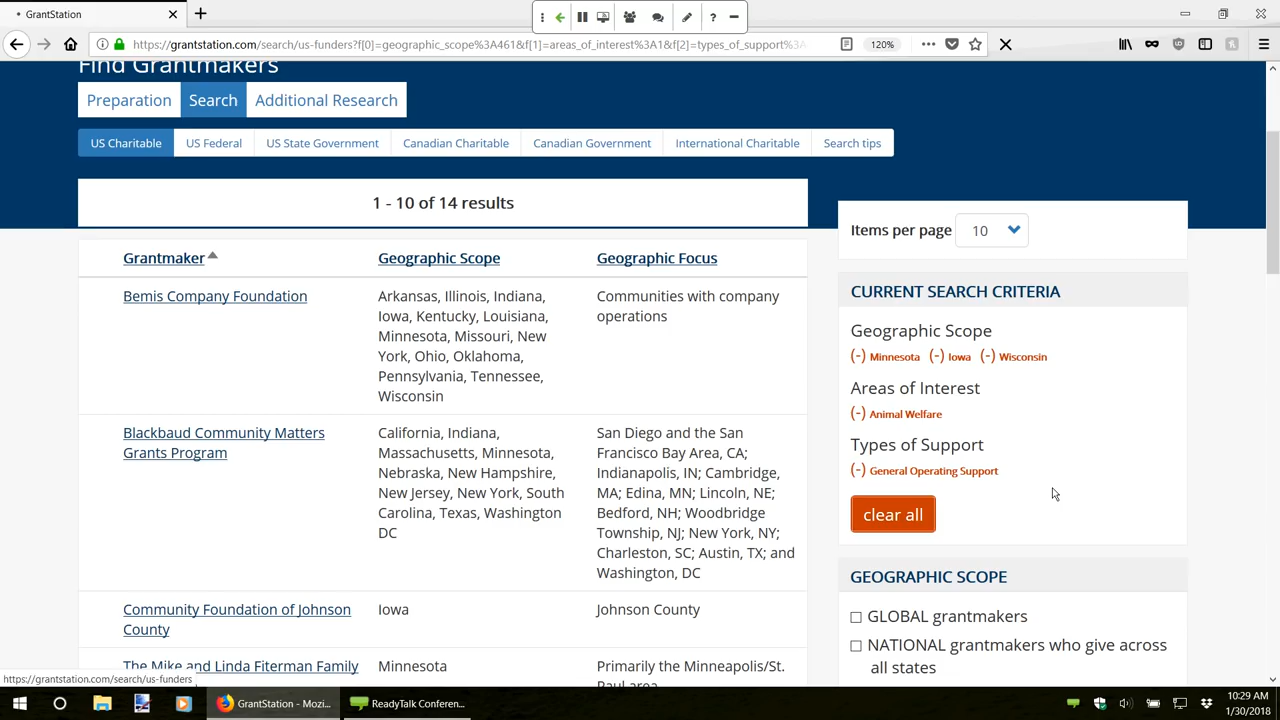 GrantStation
https://grantstation.com/search/us-funders?f[0]=geographic_scope%3A461&f[1]=areas_of_interest%3A1&f[2]=types_of_support%3A
120%
Find Grantmakers
Preparation
Search
Additional Research
US Charitable
US Federal
US State Government
Canadian Charitable
Canadian Government
International Charitable
Search tips
1 - 10 of 14 results
Items per page
10
Grantmaker
Geographic Scope
Geographic Focus
Bemis Company Foundation
Arkansas, Illinois, Indiana,
Iowa, Kentucky, Louisiana,
Minnesota, Missouri, New
York, Ohio, Oklahoma,
Pennsylvania, Tennessee,
Wisconsin
Communities with company
operations
Blackbaud Community Matters
Grants Program
California, Indiana,
Massachusetts, Minnesota,
Nebraska, New Hampshire,
New Jersey, New York, South
Carolina, Texas, Washington
DC
San Diego and the San
Francisco Bay Area, CA;
Indianapolis, IN; Cambridge,
MA; Edina, MN; Lincoln, NE;
Bedford, NH; Woodbridge
Township, NJ; New York, NY;
Charleston, SC; Austin, TX; and
Washington, DC
Community Foundation of Johnson
County
Iowa
Johnson County
The Mike and Linda Fiterman Family
Minnesota
Primarily the Minneapolis/St.
Paul area
CURRENT SEARCH CRITERIA
Geographic Scope
(-) Minnesota (-) Iowa (-) Wisconsin
Areas of Interest
(-) Animal Welfare
Types of Support
(-) General Operating Support
clear all
GEOGRAPHIC SCOPE
GLOBAL grantmakers
NATIONAL grantmakers who give across
all states
https://grantstation.com/search/us-funders
GrantStation - Mozi...
ReadyTalk Conferen...
10:29 AM
1/30/2018